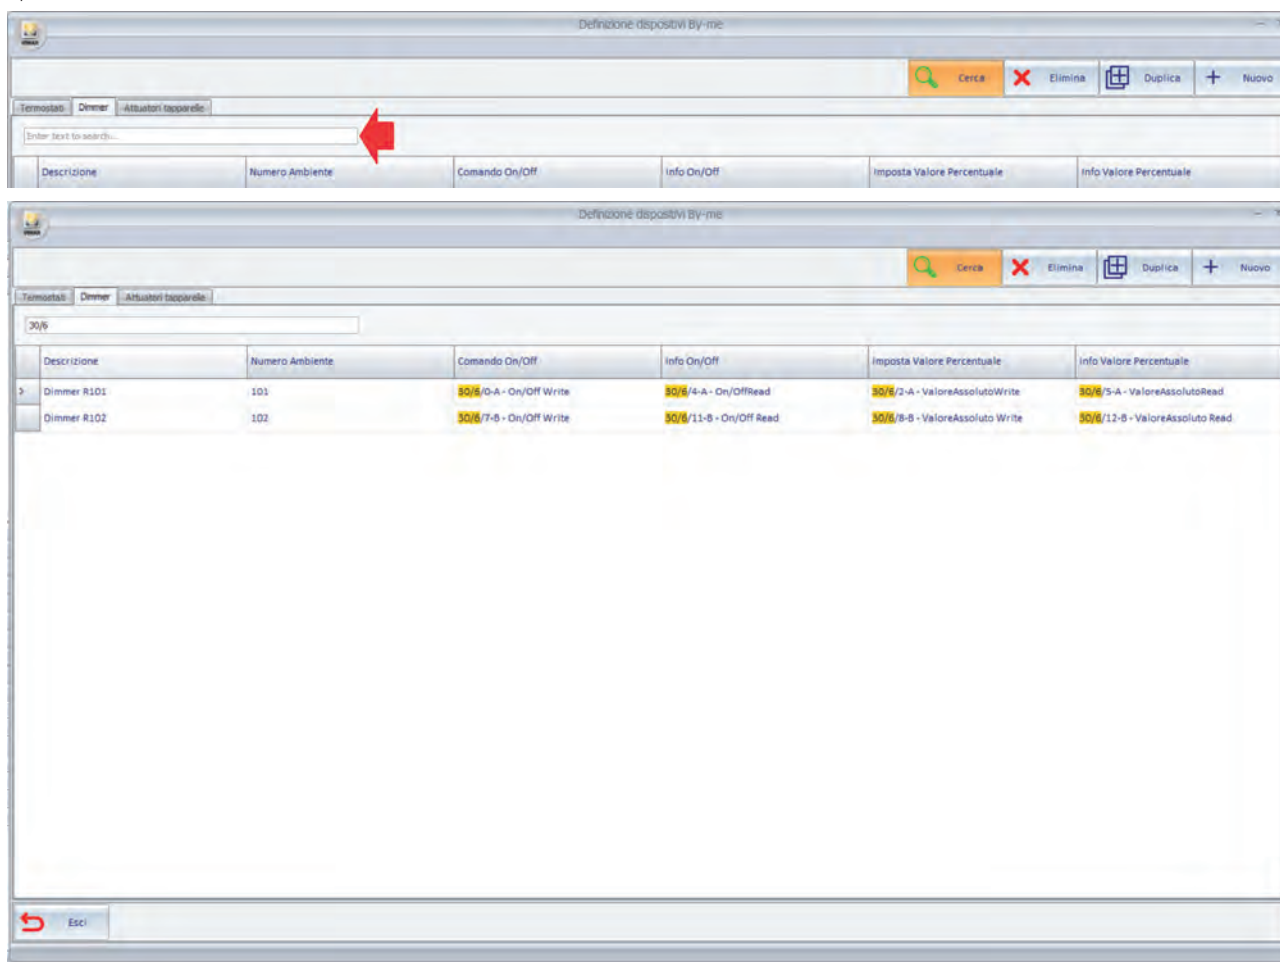 Definizione dispositivi By-me
Cerca Elimina Duplica Nuovo
Termostati Dimmer Attuatori tapparelle
Enter text to search...
Descrizione Numero Ambiente Comando On/Off Info On/Off Imposta Valore Percentuale Info Valore Percentuale
Definizione dispositivi By-me
Cerca Elimina Duplica Nuovo
Termostati Dimmer Attuatori tapparelle
30/6
Descrizione Numero Ambiente Comando On/Off Info On/Off Imposta Valore Percentuale Info Valore Percentuale
Dimmer R101 101 30/6/0-A - On/Off Write 30/6/4-A - On/OffRead 30/6/2-A - ValoreAssolutoWrite 30/6/5-A - ValoreAssolutoRead
Dimmer R102 102 30/6/7-B - On/Off Write 30/6/11-B - On/Off Read 30/6/8-B - ValoreAssoluto Write 30/6/12-B - ValoreAssoluto Read
Esci